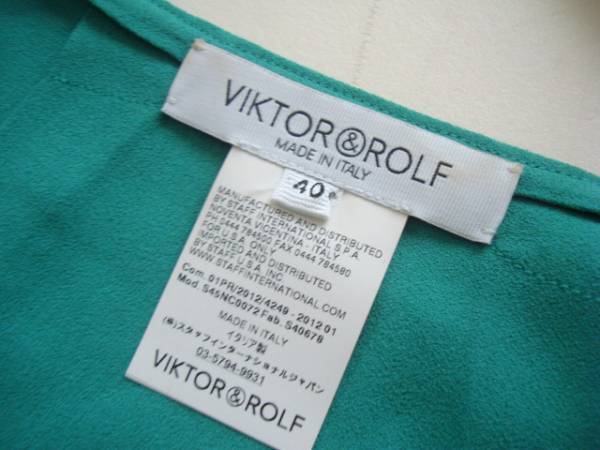 VIKTOR&ROLF
MADE IN ITALY
40
MANUFACTURED AND DISTRIBUTED
BY STAFF INTERNATIONAL S.P.A.
NOVENTA VICENTINA - ITALY
PH 0444 784500 FAX 0444 784590
FOR U.S.A. ONLY
IMPORTED AND DISTRIBUTED
BY STAFF U.S.A. INC
WWW.STAFFINTERNATIONAL.COM
Com. 01PR/2012/4249 - 2012 01
Mod. S45NC0072 Fab. S40678
MADE IN ITALY
イタリア製
(株)スタッフインターナショナルジャパン
03-5794-9931
VIKTOR&ROLF